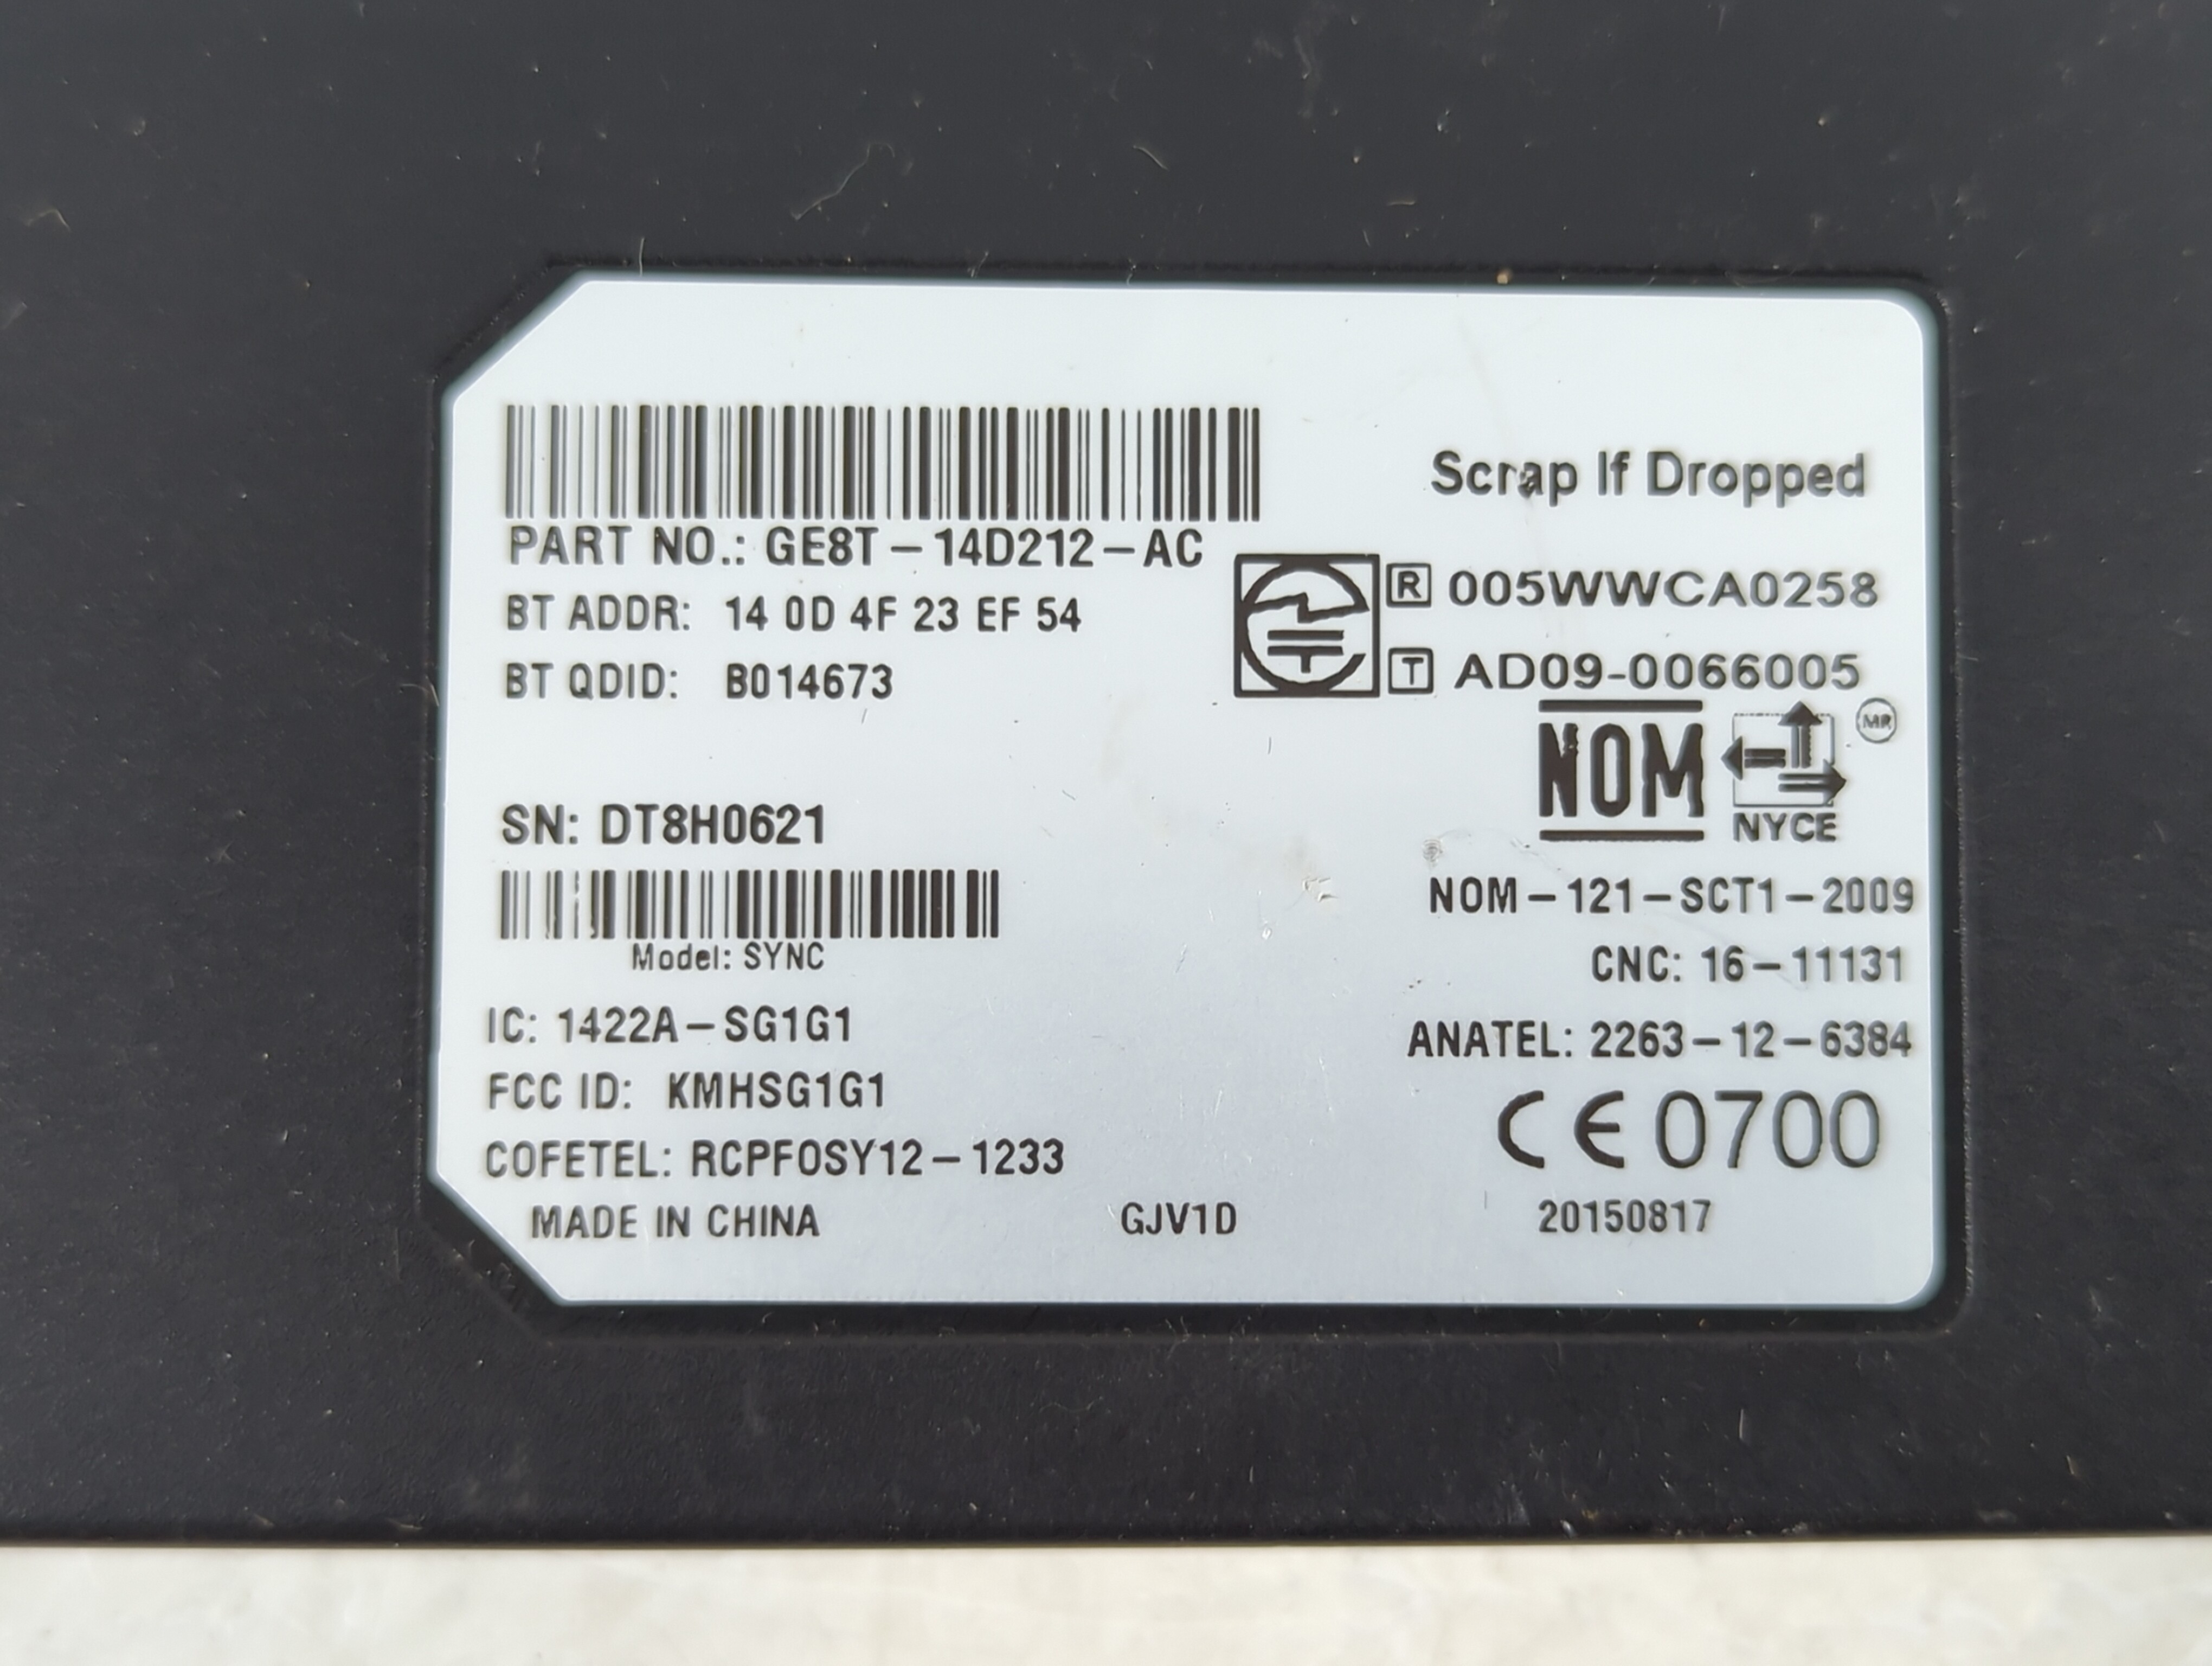 Scrap If Dropped
PART NO.: GE8T-14D212-AC
BT ADDR: 14 0D 4F 23 EF 54
BT QDID: B014673
R 005WWCA0258
T AD09-0066005
NOM
NYCE
MR
SN: DT8H0621
Model: SYNC
NOM-121-SCT1-2009
CNC: 16-11131
IC: 1422A-SG1G1
ANATEL: 2263-12-6384
FCC ID: KMHSG1G1
CE 0700
COFETEL: RCPFOSY12-1233
MADE IN CHINA
GJV1D
20150817